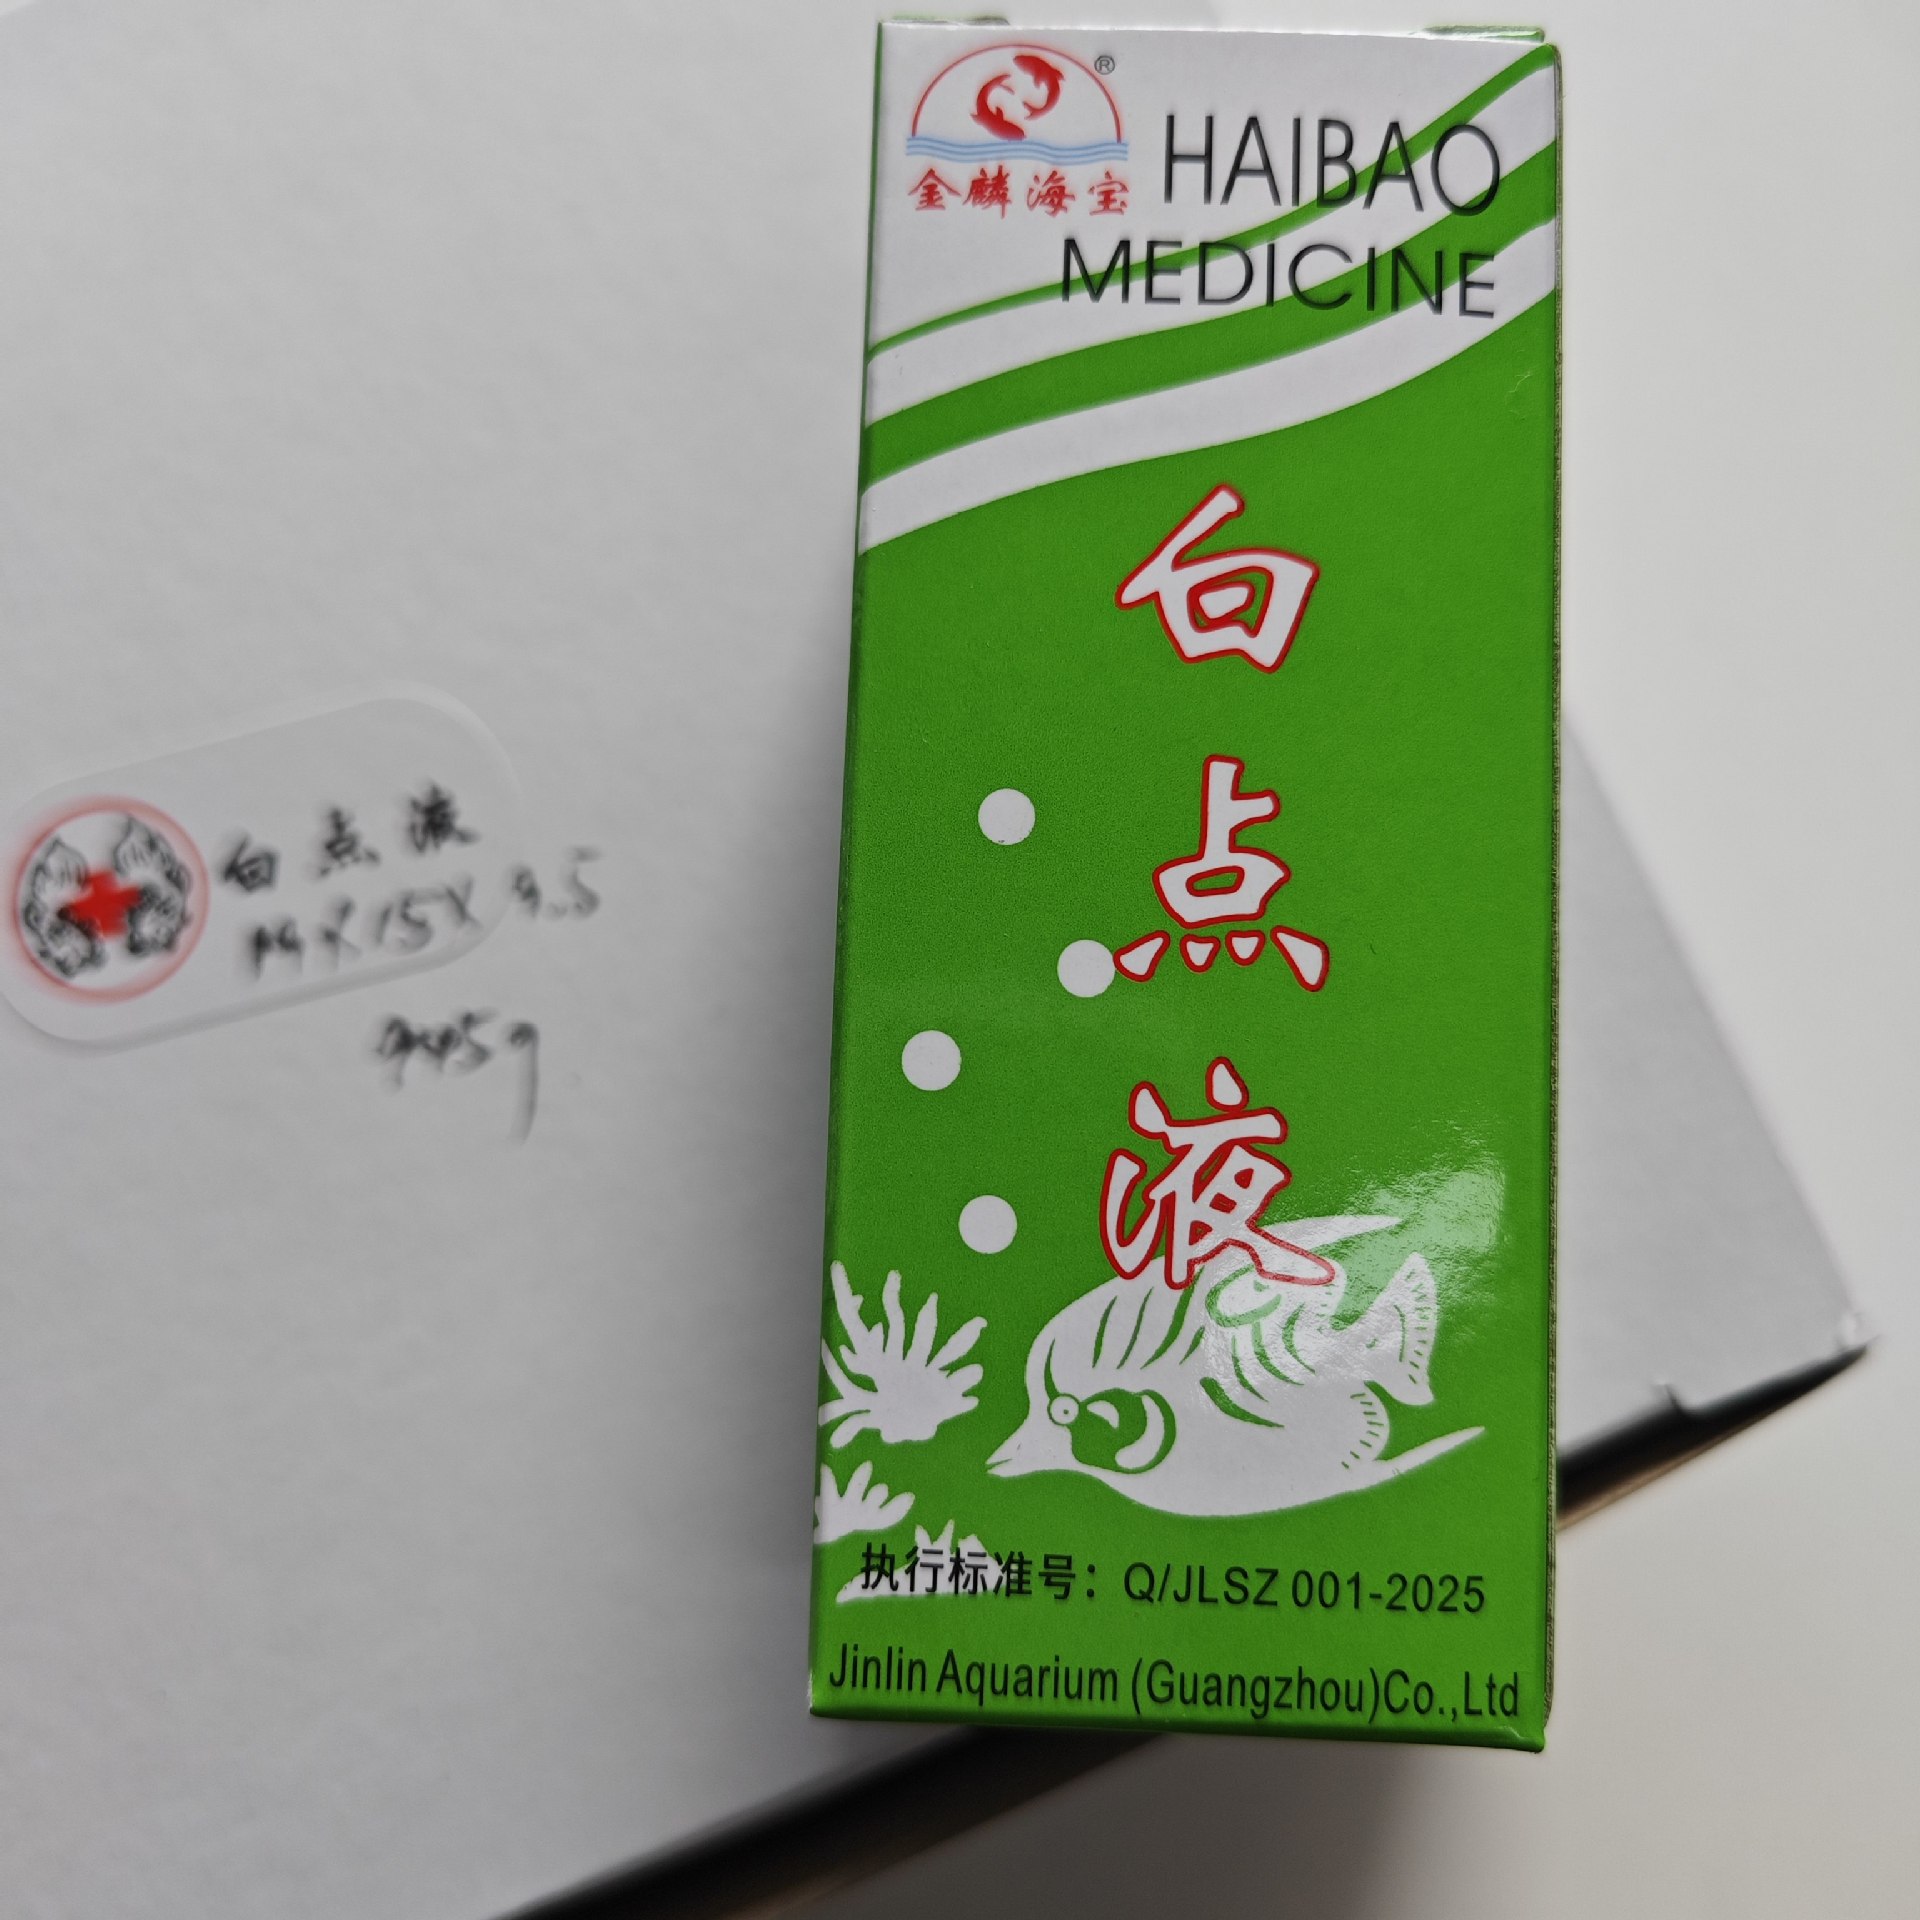 金麟海宝
®
HAIBAO
MEDICINE
白
点
液
执行标准号：Q/JLSZ 001-2025
Jinlin Aquarium (Guangzhou)Co.,Ltd
白点液